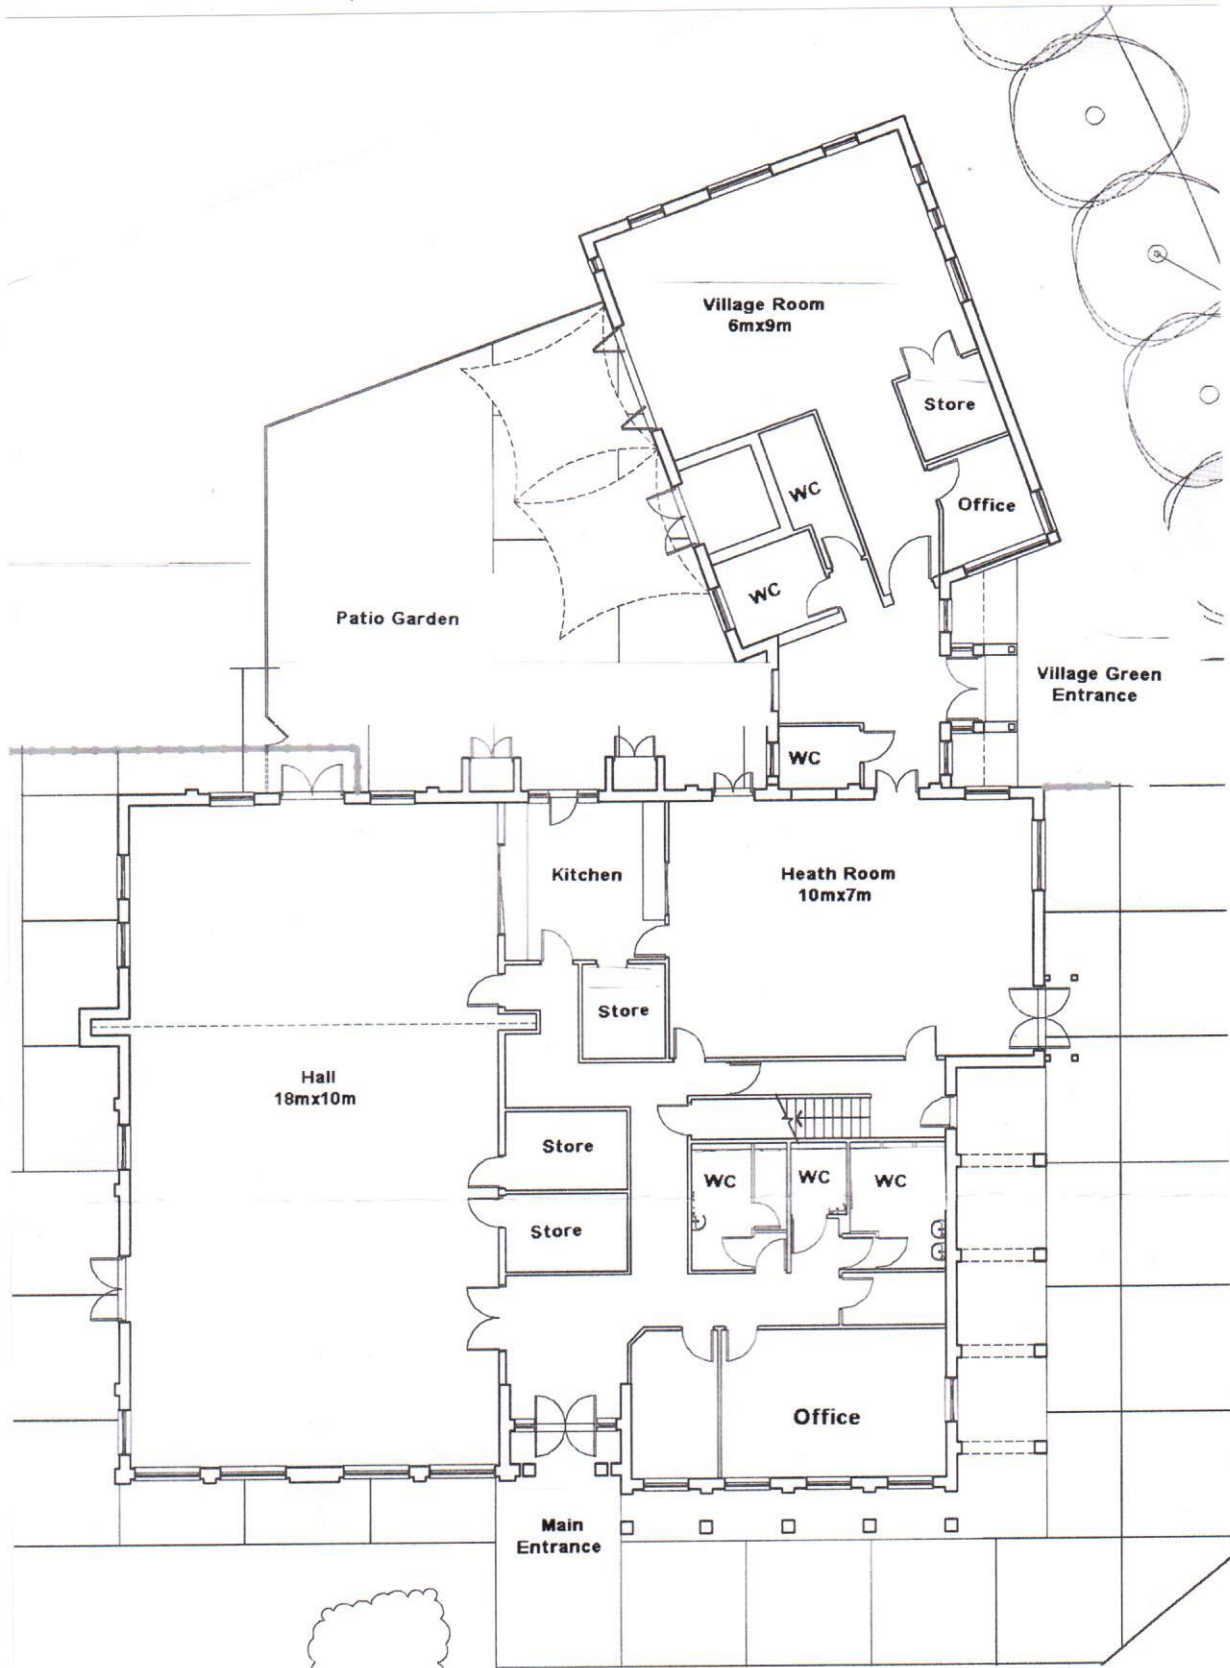 Village Room
6mx9m
Store
WC
Office
WC
Patio Garden
Village Green
Entrance
WC
Kitchen
Heath Room
10mx7m
Store
Hall
18mx10m
Store
WC
WC
WC
Store
Office
Main
Entrance